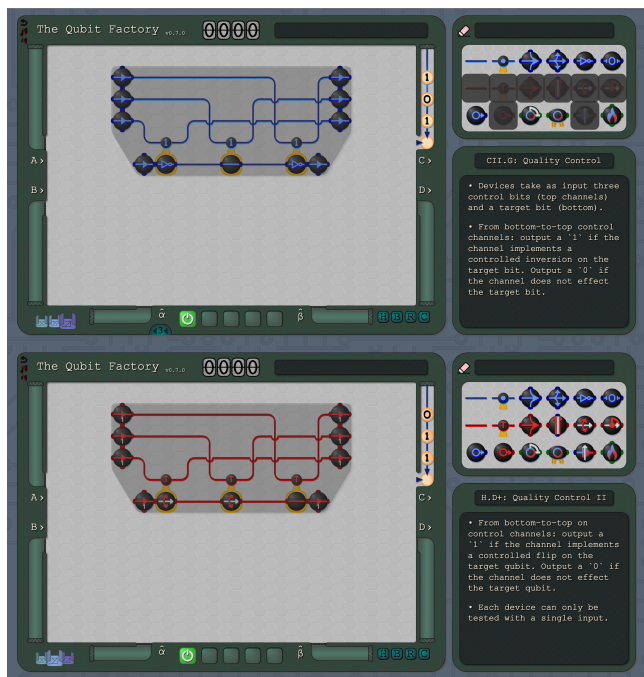 The Qubit Factory v0.7.0 0000
1
0
1
A > C >
B > D >
α β
3
H B R C
CII.G: Quality Control
• Devices take as input three
control bits (top channels)
and a target bit (bottom).
• From bottom-to-top control
channels: output a `1` if the
channel implements a
controlled inversion on the
target bit. Output a `0` if
the channel does not effect
the target bit.
The Qubit Factory v0.7.0 0000
0
1
1
A > C >
B > D >
α β
H B R C
H.D+: Quality Control II
• From bottom-to-top on
control channels: output a
`1` if the channel implements
a controlled flip on the
target qubit. Output a `0` if
the channel does not effect
the target qubit.
• Each device can only be
tested with a single input.